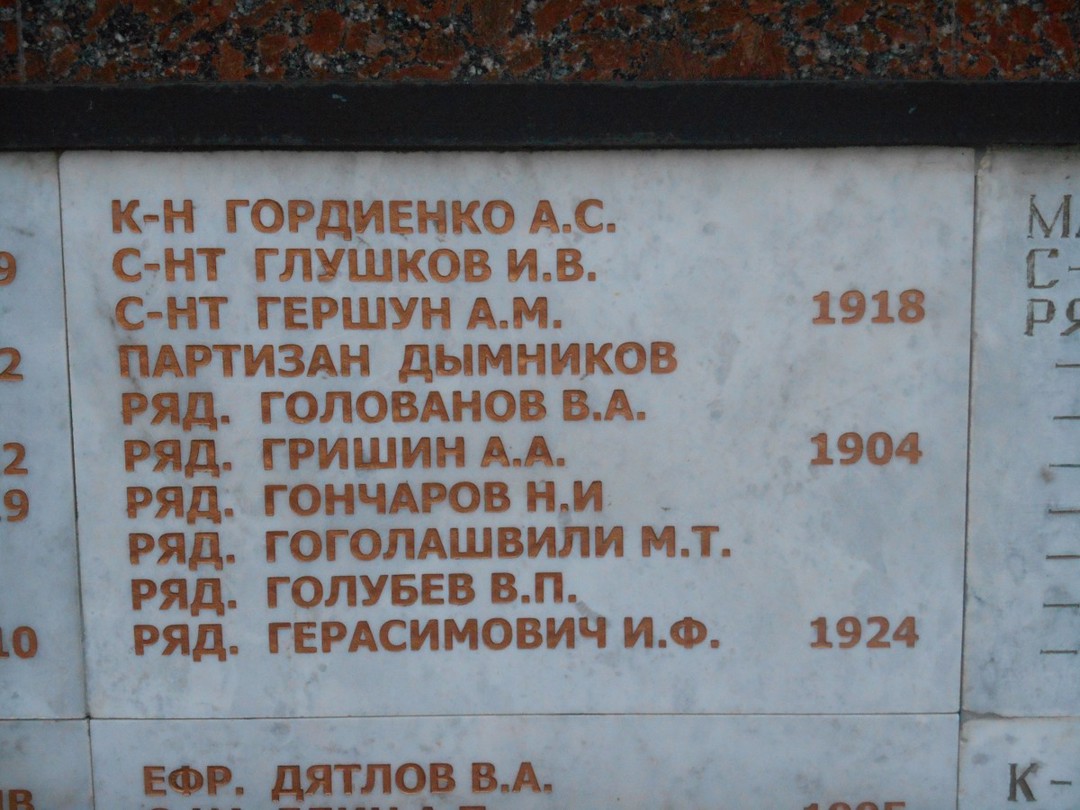 К-Н ГОРДИЕНКО А.С.
С-НТ ГЛУШКОВ И.В.
С-НТ ГЕРШУН А.М. 1918
ПАРТИЗАН ДЫМНИКОВ
РЯД. ГОЛОВАНОВ В.А.
РЯД. ГРИШИН А.А. 1904
РЯД. ГОНЧАРОВ Н.И
РЯД. ГОГОЛАШВИЛИ М.Т.
РЯД. ГОЛУБЕВ В.П.
РЯД. ГЕРАСИМОВИЧ И.Ф. 1924
ЕФР. ДЯТЛОВ В.А.